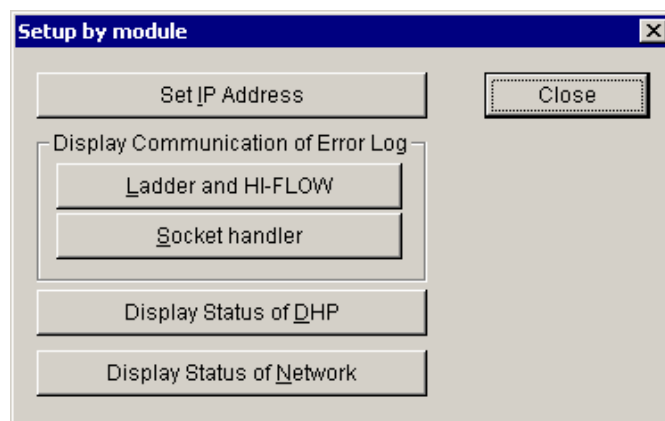 Setup by module
Set IP Address
Close
Display Communication of Error Log
Ladder and HI-FLOW
Socket handler
Display Status of DHP
Display Status of Network